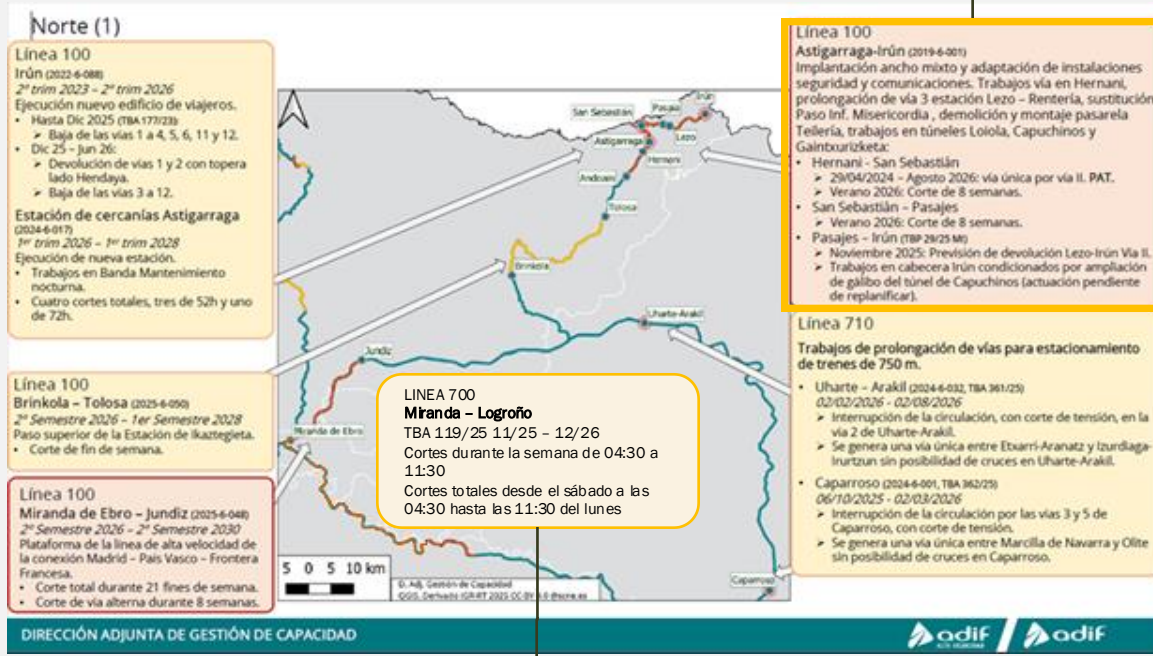 Norte (1)
Línea 100
Irún (2022-6-088)
2º trim 2023 – 2º trim 2026
Ejecución nuevo edificio de viajeros.
• Hasta Dic 2025 (TBA 177/23):
➢ Baja de las vías 1 a 4, 5, 6, 11 y 12.
• Dic 25 – Jun 26:
➢ Devolución de vías 1 y 2 con topera
lado Hendaya.
➢ Baja de las vías 3 a 12.
Estación de cercanías Astigarraga
(2024-6-017)
1er trim 2026 – 1er trim 2028
Ejecución de nueva estación.
• Trabajos en Banda Mantenimiento
nocturna.
• Cuatro cortes totales, tres de 52h y uno
de 72h.
Línea 100
Brinkola – Tolosa (2025-6-050)
2º Semestre 2026 – 1er Semestre 2028
Paso superior de la Estación de Ikaztegieta.
• Corte de fin de semana.
Línea 100
Miranda de Ebro – Jundiz (2025-6-048)
2º Semestre 2026 – 2º Semestre 2030
Plataforma de la línea de alta velocidad de
la conexión Madrid – País Vasco – Frontera
Francesa.
• Corte total durante 21 fines de semana.
• Corte de vía alterna durante 8 semanas.
San Sebastián
Pasaia
Irún
Astigarraga
Lezo
Hernani
Andoain
Tolosa
Brinkola
Uharte-Arakil
Jundiz
Miranda de Ebro
Caparroso
LINEA 700
Miranda – Logroño
TBA 119/25 11/25 – 12/26
Cortes durante la semana de 04:30 a
11:30
Cortes totales desde el sábado a las
04:30 hasta las 11:30 del lunes
5 0 5 10 km
D. Adj. Gestión de Capacidad
QGIS. Derivado IGR-RT 2025 CC-BY 4.0 @scne.es
Línea 100
Astigarraga-Irún (2019-6-001)
Implantación ancho mixto y adaptación de instalaciones
seguridad y comunicaciones. Trabajos vía en Hernani,
prolongación de vía 3 estación Lezo – Rentería, sustitución
Paso Inf. Misericordia , demolición y montaje pasarela
Tellería, trabajos en túneles Loiola, Capuchinos y
Gaintxurizketa:
• Hernani - San Sebastián
➢ 29/04/2024 – Agosto 2026: vía única por vía II. PAT.
➢ Verano 2026: Corte de 8 semanas.
• San Sebastián – Pasajes
➢ Verano 2026: Corte de 8 semanas.
• Pasajes – Irún (TBP 29/25 MI)
➢ Noviembre 2025: Previsión de devolución Lezo-Irún Vía II.
➢ Trabajos en cabecera Irún condicionados por ampliación
de gálibo del túnel de Capuchinos (actuación pendiente
de replanificar).
Línea 710
Trabajos de prolongación de vías para estacionamiento
de trenes de 750 m.
• Uharte – Arakil (2024-6-032, TBA 361/25)
02/02/2026 - 02/08/2026
➢ Interrupción de la circulación, con corte de tensión, en la
vía 2 de Uharte-Arakil.
➢ Se genera una vía única entre Etxarri-Aranatz y Izurdiaga-
Irurtzun sin posibilidad de cruces en Uharte-Arakil.
• Caparroso (2024-6-001, TBA 362/25)
06/10/2025 - 02/03/2026
➢ Interrupción de la circulación por las vías 3 y 5 de
Caparroso, con corte de tensión.
➢ Se genera una vía única entre Marcilla de Navarra y Olite
sin posibilidad de cruces en Caparroso.
DIRECCIÓN ADJUNTA DE GESTIÓN DE CAPACIDAD
adif
ALTA VELOCIDAD
adif